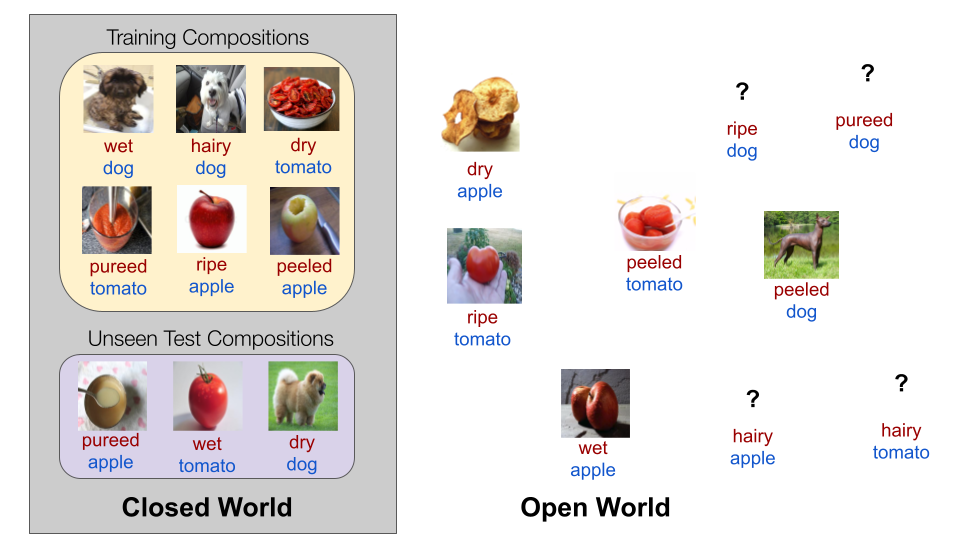 Training Compositions
wet
dog
hairy
dog
dry
tomato
pureed
tomato
ripe
apple
peeled
apple
Unseen Test Compositions
pureed
apple
wet
tomato
dry
dog
Closed World
dry
apple
?
ripe
dog
?
pureed
dog
ripe
tomato
peeled
tomato
peeled
dog
wet
apple
?
hairy
apple
?
hairy
tomato
Open World